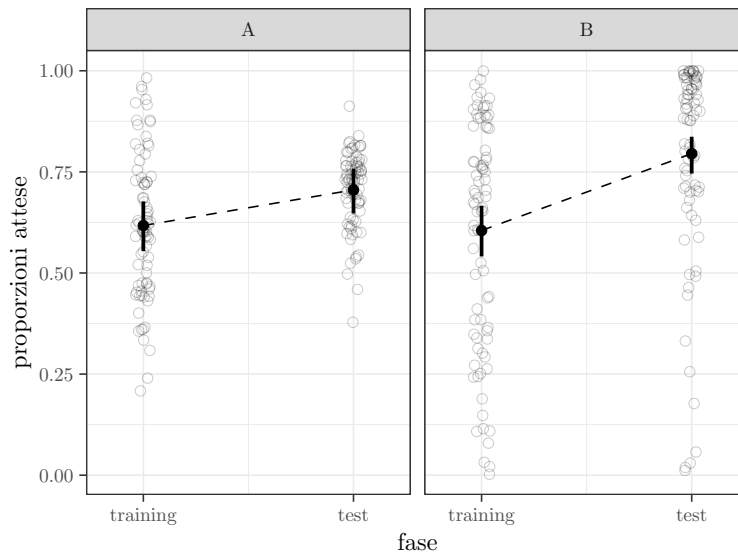 A B
1.00
0.75
0.50
0.25
0.00
proporzioni attese
training test training test
fase